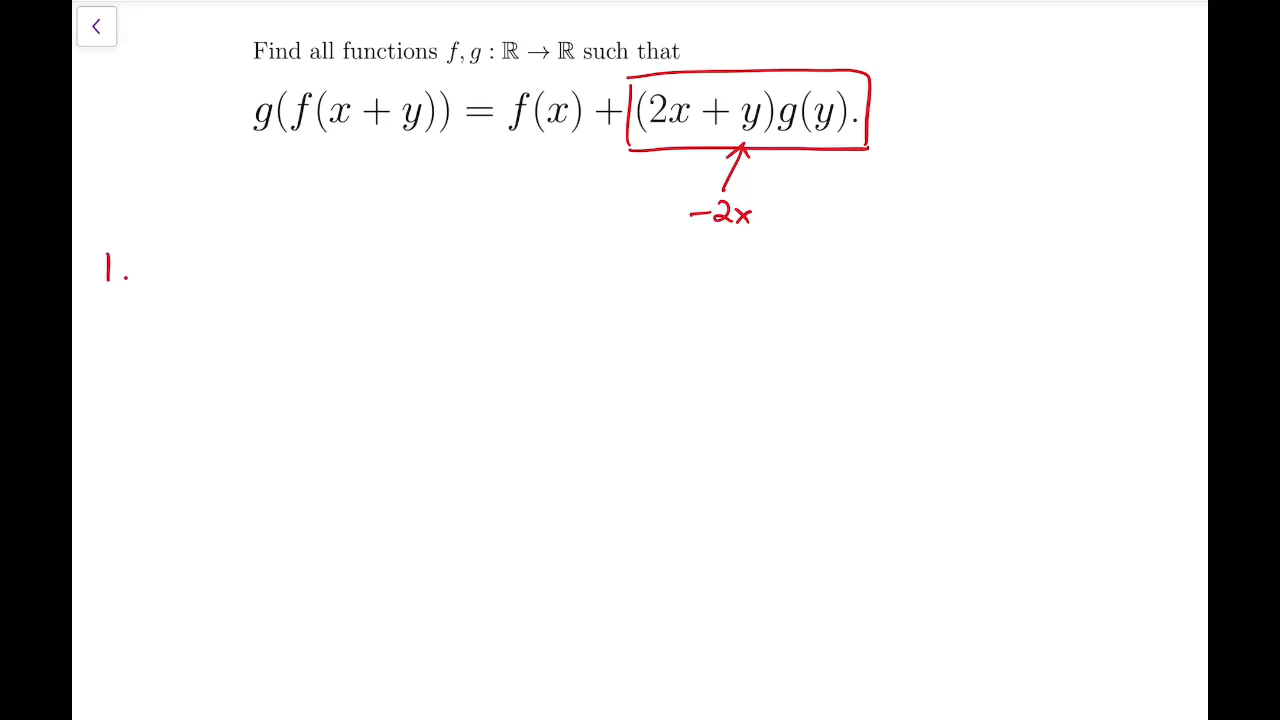 Find all functions f, g : ℝ → ℝ such that
g(f(x + y)) = f(x) + (2x + y)g(y).
-2x
1.